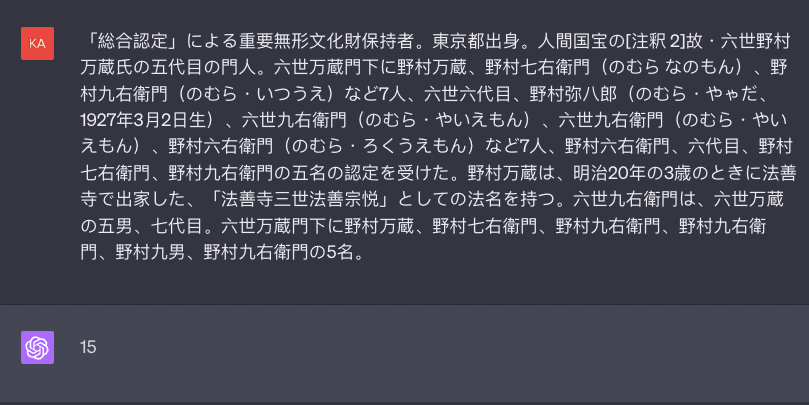 KA
「総合認定」による重要無形文化財保持者。東京都出身。人間国宝の[注釈 2]故・六世野村
万蔵氏の五代目の門人。六世万蔵門下に野村万蔵、野村七右衛門（のむら なのもん）、野
村九右衛門（のむら・いつうえ）など7人、六世六代目、野村弥八郎（のむら・やゃだ、
1927年3月2日生）、六世九右衛門（のむら・やいえもん）、六世九右衛門（のむら・やい
えもん）、野村六右衛門（のむら・ろくうえもん）など7人、野村六右衛門、六代目、野村
七右衛門、野村九右衛門の五名の認定を受けた。野村万蔵は、明治20年の3歳のときに法善
寺で出家した、「法善寺三世法善宗悦」としての法名を持つ。六世九右衛門は、六世万蔵
の五男、七代目。六世万蔵門下に野村万蔵、野村七右衛門、野村九右衛門、野村九右衛
門、野村九男、野村九右衛門の5名。
15